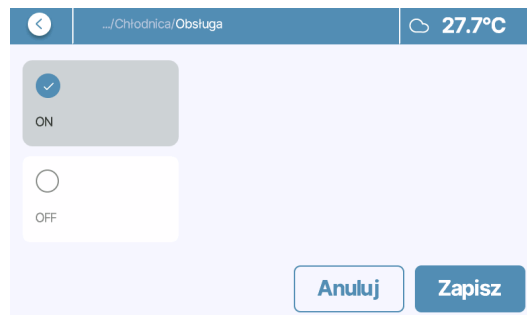 .../Chłodnica/Obsługa
27.7°C
ON
OFF
Anuluj
Zapisz